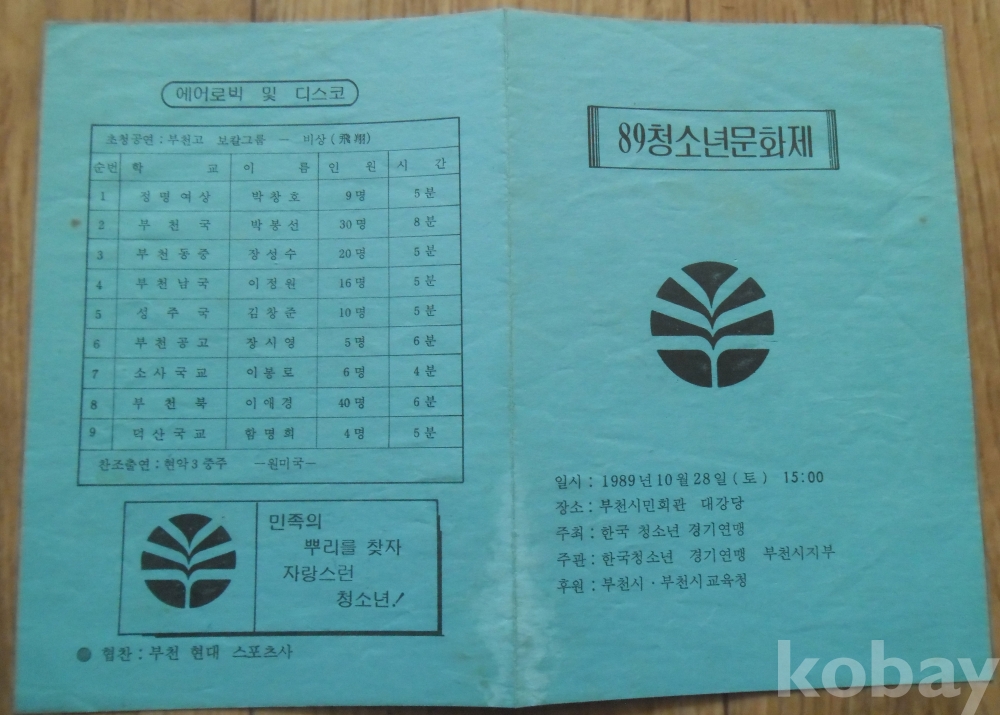 에어로빅 및 디스코
초청공연 : 부천고 보칼그룹 — 비상 (飛翔)
순번 학 교 이 름 인 원 시 간
1 정명여상 박창호 9명 5분
2 부천국 박봉선 30명 8분
3 부천동중 장성수 20명 5분
4 부천남국 이정원 16명 5분
5 성주국 김창준 10명 5분
6 부천공고 장시영 5명 6분
7 소사국교 이봉로 6명 4분
8 부천북 이애경 40명 6분
9 덕산국교 함명희 4명 5분
찬조출연 : 현악 3 중주 —원미국—
민족의
뿌리를 찾자
자랑스런
청소년!
● 협찬 : 부천 현대 스포츠사
89청소년문화제
일시 : 1989년 10월 28일 (토) 15:00
장소 : 부천시민회관 대강당
주최 : 한국 청소년 경기연맹
주관 : 한국청소년 경기연맹 부천시지부
후원 : 부천시 · 부천시교육청
kobay